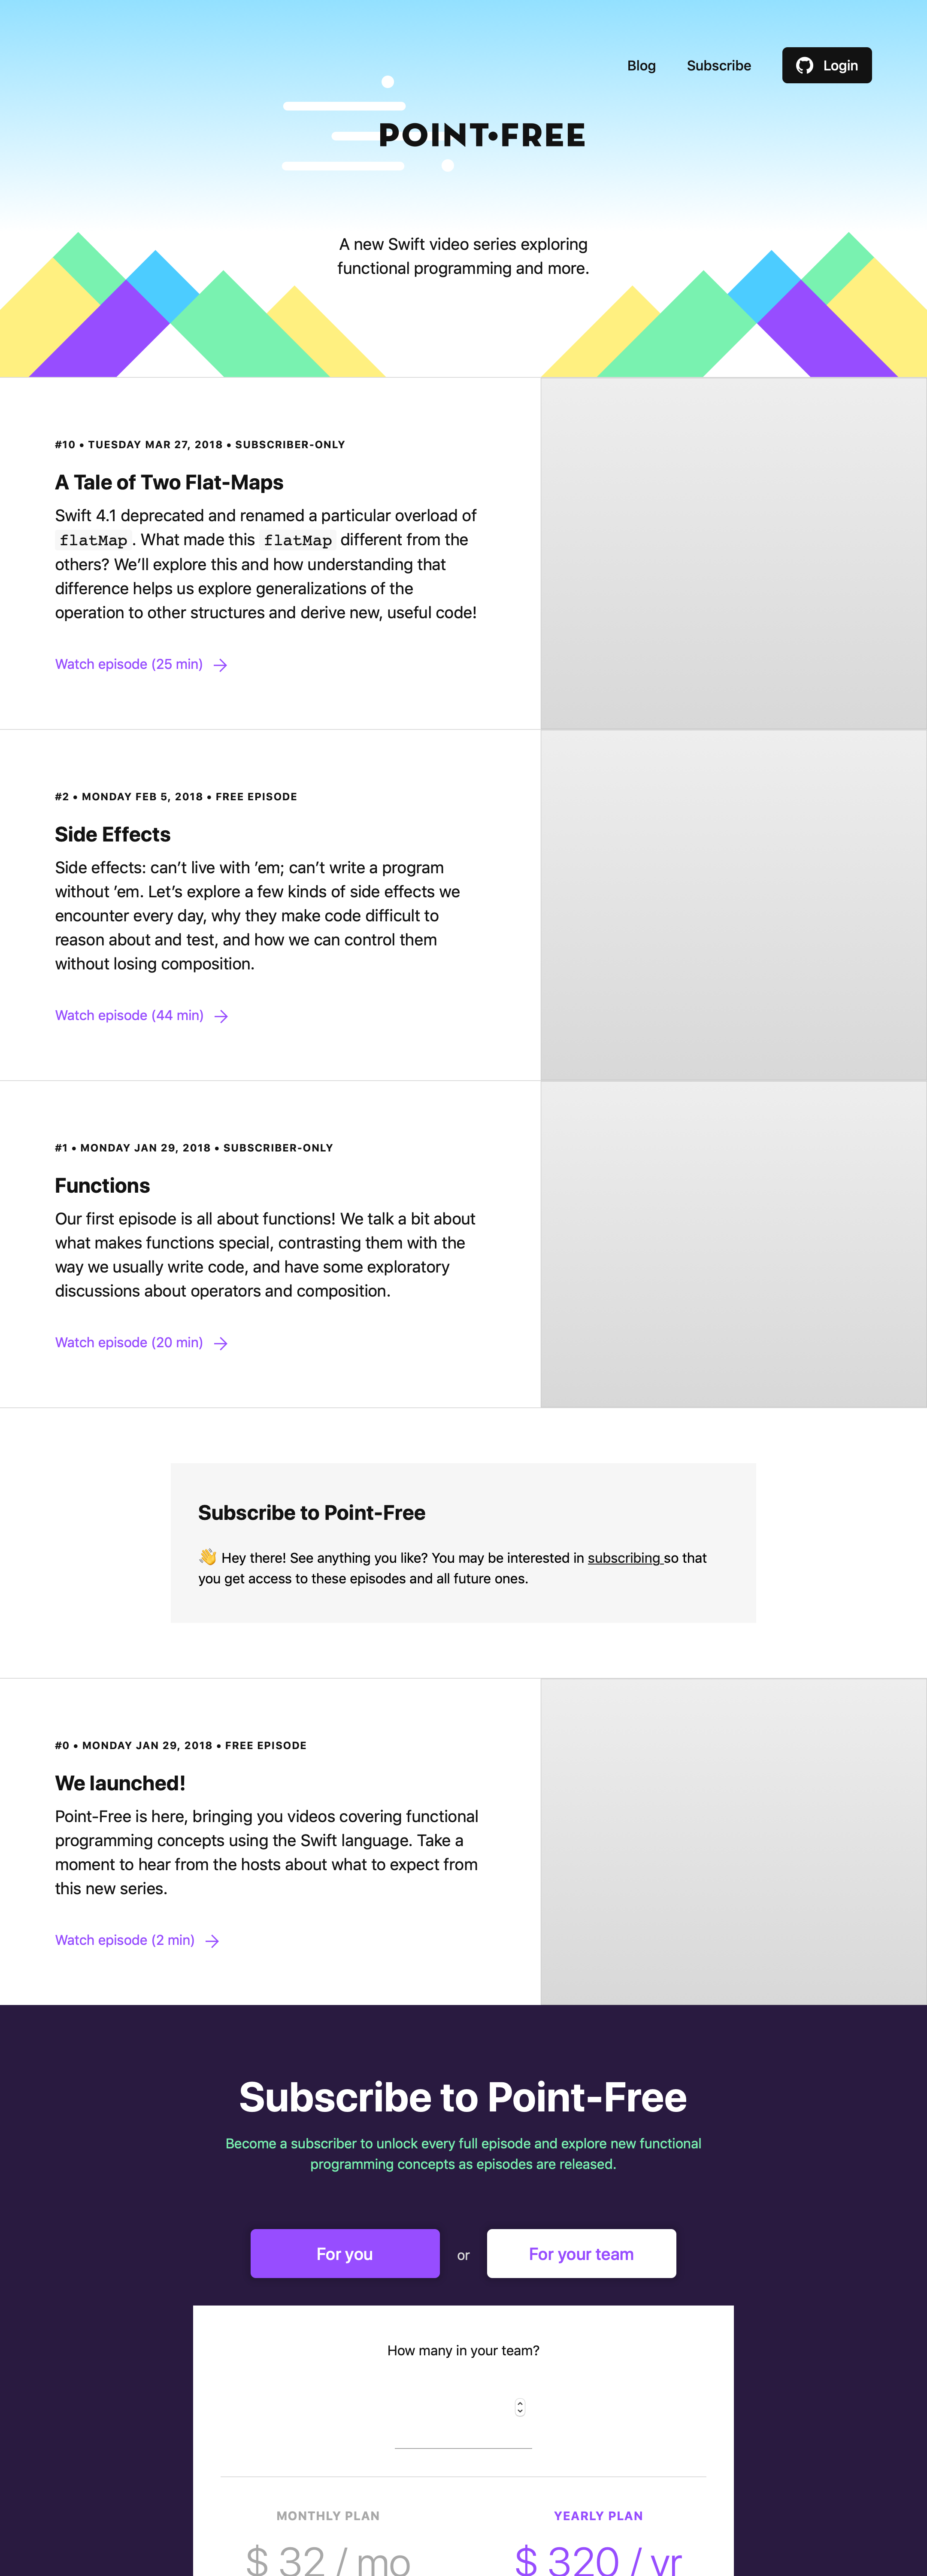 Blog Subscribe Login
POINT•FREE
A new Swift video series exploring
functional programming and more.
#10 • TUESDAY MAR 27, 2018 • SUBSCRIBER-ONLY
A Tale of Two Flat-Maps
Swift 4.1 deprecated and renamed a particular overload of
flatMap. What made this flatMap different from the
others? We’ll explore this and how understanding that
difference helps us explore generalizations of the
operation to other structures and derive new, useful code!
Watch episode (25 min)
#2 • MONDAY FEB 5, 2018 • FREE EPISODE
Side Effects
Side effects: can’t live with ’em; can’t write a program
without ’em. Let’s explore a few kinds of side effects we
encounter every day, why they make code difficult to
reason about and test, and how we can control them
without losing composition.
Watch episode (44 min)
#1 • MONDAY JAN 29, 2018 • SUBSCRIBER-ONLY
Functions
Our first episode is all about functions! We talk a bit about
what makes functions special, contrasting them with the
way we usually write code, and have some exploratory
discussions about operators and composition.
Watch episode (20 min)
Subscribe to Point-Free
👋 Hey there! See anything you like? You may be interested in subscribing so that
you get access to these episodes and all future ones.
#0 • MONDAY JAN 29, 2018 • FREE EPISODE
We launched!
Point-Free is here, bringing you videos covering functional
programming concepts using the Swift language. Take a
moment to hear from the hosts about what to expect from
this new series.
Watch episode (2 min)
Subscribe to Point-Free
Become a subscriber to unlock every full episode and explore new functional
programming concepts as episodes are released.
For you or For your team
How many in your team?
MONTHLY PLAN YEARLY PLAN
$ 32 / mo $ 320 / yr